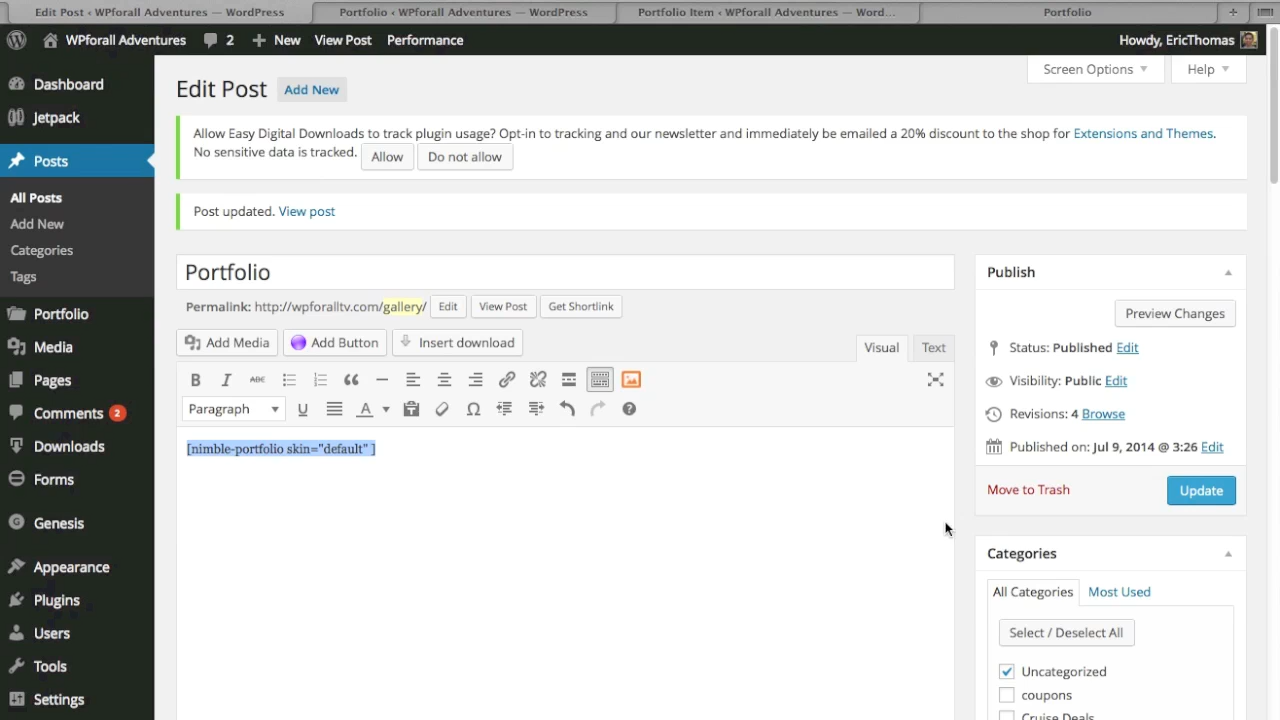 Edit Post ‹ WPforall Adventures — WordPress
Portfolio ‹ WPforall Adventures — WordPress
Portfolio Item ‹ WPforall Adventures — Word…
Portfolio
WPforall Adventures
2
New
View Post
Performance
Howdy, EricThomas
Dashboard
Jetpack
Posts
All Posts
Add New
Categories
Tags
Portfolio
Media
Pages
Comments 2
Downloads
Forms
Genesis
Appearance
Plugins
Users
Tools
Settings
Screen Options
Help
Edit Post Add New
Allow Easy Digital Downloads to track plugin usage? Opt-in to tracking and our newsletter and immediately be emailed a 20% discount to the shop for Extensions and Themes.
No sensitive data is tracked. Allow Do not allow
Post updated. View post
Portfolio
Permalink: http://wpforalltv.com/gallery/ Edit View Post Get Shortlink
Add Media Add Button Insert download
Visual Text
B I ABC
Paragraph U A Ω
[nimble-portfolio skin="default" ]
Publish
Preview Changes
Status: Published Edit
Visibility: Public Edit
Revisions: 4 Browse
Published on: Jul 9, 2014 @ 3:26 Edit
Move to Trash Update
Categories
All Categories Most Used
Select / Deselect All
Uncategorized
coupons
Cruise Deals